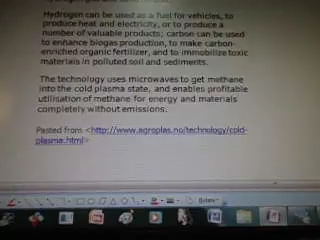 Hydrogen can be used as a fuel for vehicles, to
produce heat and electricity, or to produce a
number of valuable products; carbon can be used
to enhance biogas production, to make carbon-
enriched organic fertilizer, and to immobilize toxic
materials in polluted soil and sediments.
The technology uses microwaves to get methane
into the cold plasma state, and enables profitable
utilisation of methane for energy and materials
completely without emissions.
Pasted from <http://www.agroplas.no/technology/cold-
plasma.html>
Delete